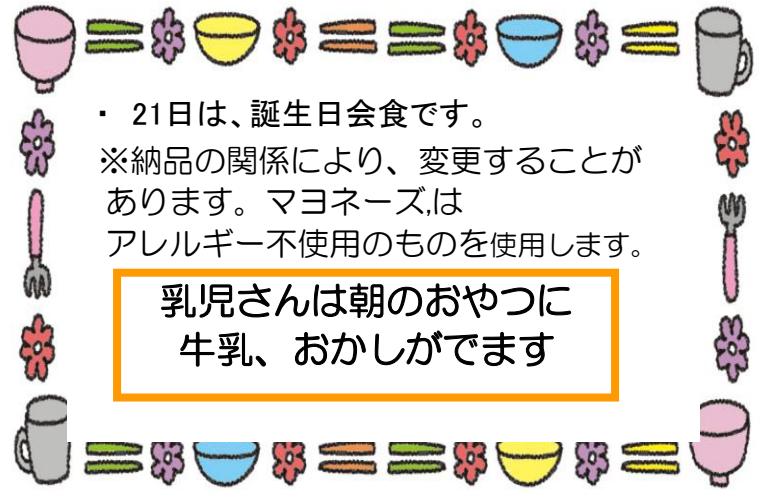 ・ 21日は、誕生日会食です。
※納品の関係により、変更することが
あります。マヨネーズ,は
アレルギー不使用のものを使用します。
乳児さんは朝のおやつに
牛乳、おかしがでます